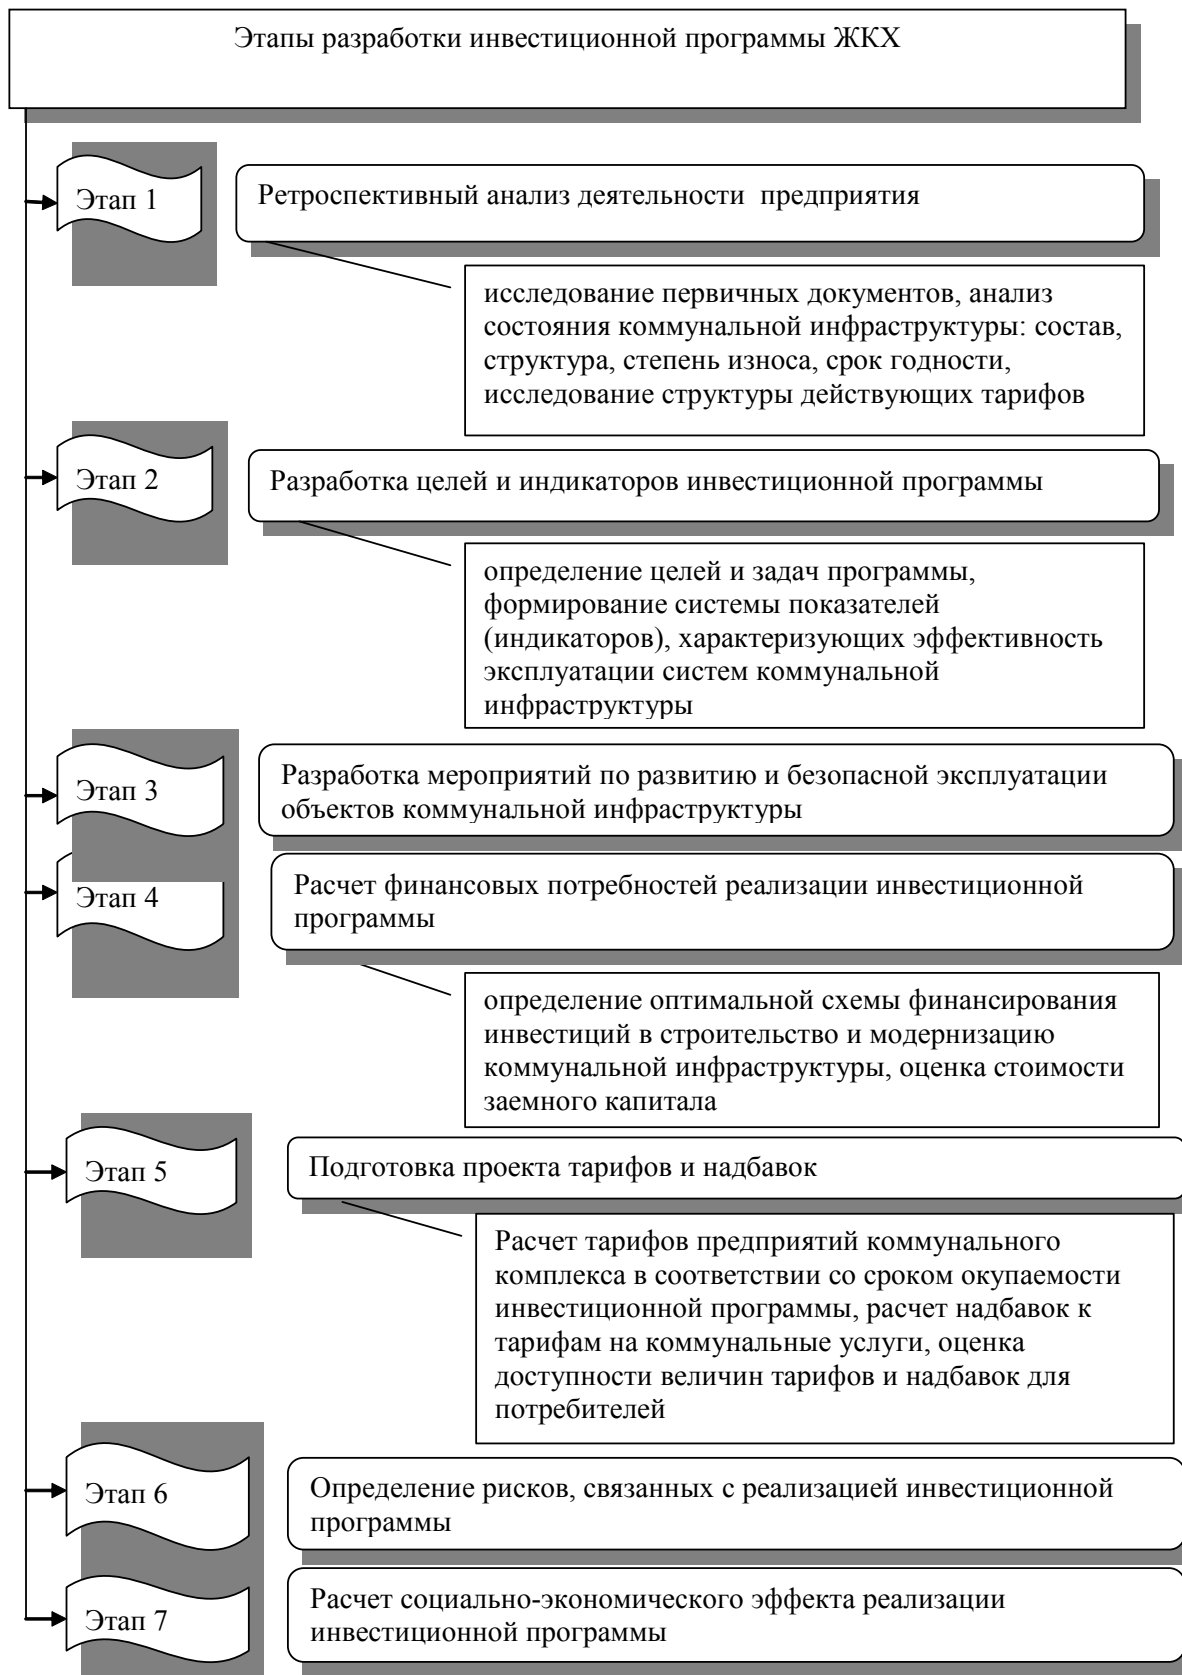 Этапы разработки инвестиционной программы ЖКХ
Этап 1
Ретроспективный анализ деятельности предприятия
исследование первичных документов, анализ
состояния коммунальной инфраструктуры: состав,
структура, степень износа, срок годности,
исследование структуры действующих тарифов
Этап 2
Разработка целей и индикаторов инвестиционной программы
определение целей и задач программы,
формирование системы показателей
(индикаторов), характеризующих эффективность
эксплуатации систем коммунальной
инфраструктуры
Этап 3
Разработка мероприятий по развитию и безопасной эксплуатации
объектов коммунальной инфраструктуры
Этап 4
Расчет финансовых потребностей реализации инвестиционной
программы
определение оптимальной схемы финансирования
инвестиций в строительство и модернизацию
коммунальной инфраструктуры, оценка стоимости
заемного капитала
Этап 5
Подготовка проекта тарифов и надбавок
Расчет тарифов предприятий коммунального
комплекса в соответствии со сроком окупаемости
инвестиционной программы, расчет надбавок к
тарифам на коммунальные услуги, оценка
доступности величин тарифов и надбавок для
потребителей
Этап 6
Определение рисков, связанных с реализацией инвестиционной
программы
Этап 7
Расчет социально-экономического эффекта реализации
инвестиционной программы